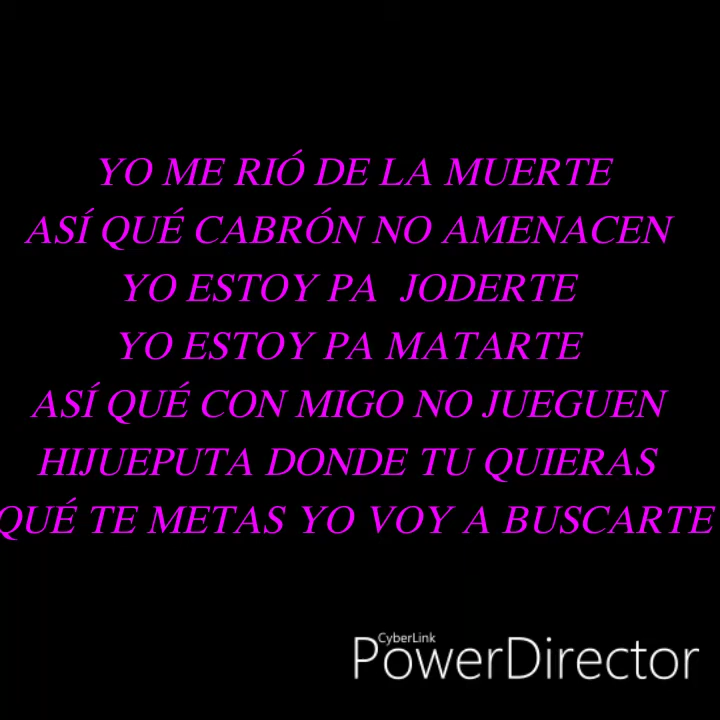 YO ME RIÓ DE LA MUERTE
ASÍ QUÉ CABRÓN NO AMENACEN
YO ESTOY PA  JODERTE
YO ESTOY PA MATARTE
ASÍ QUÉ CON MIGO NO JUEGUEN
HIJUEPUTA DONDE TU QUIERAS
QUÉ TE METAS YO VOY A BUSCARTE
CyberLink
PowerDirector